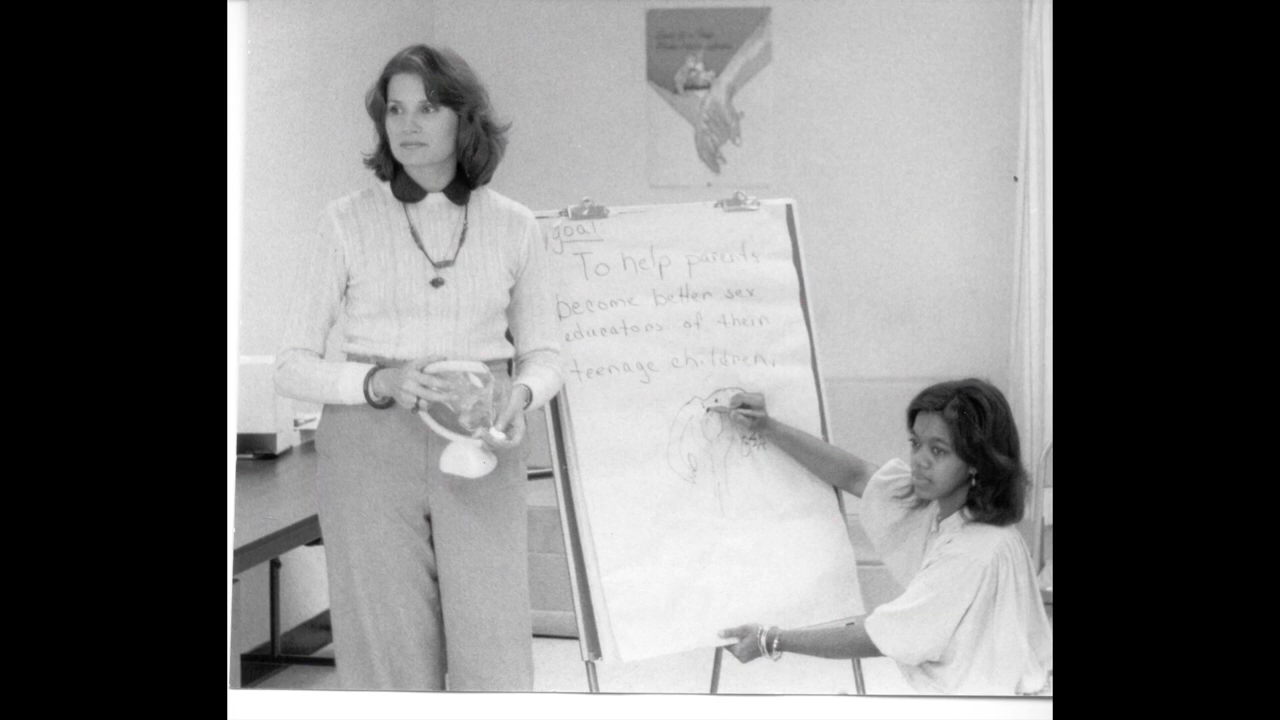 goal:
To help parents
become better sex
educators of their
teenage children.